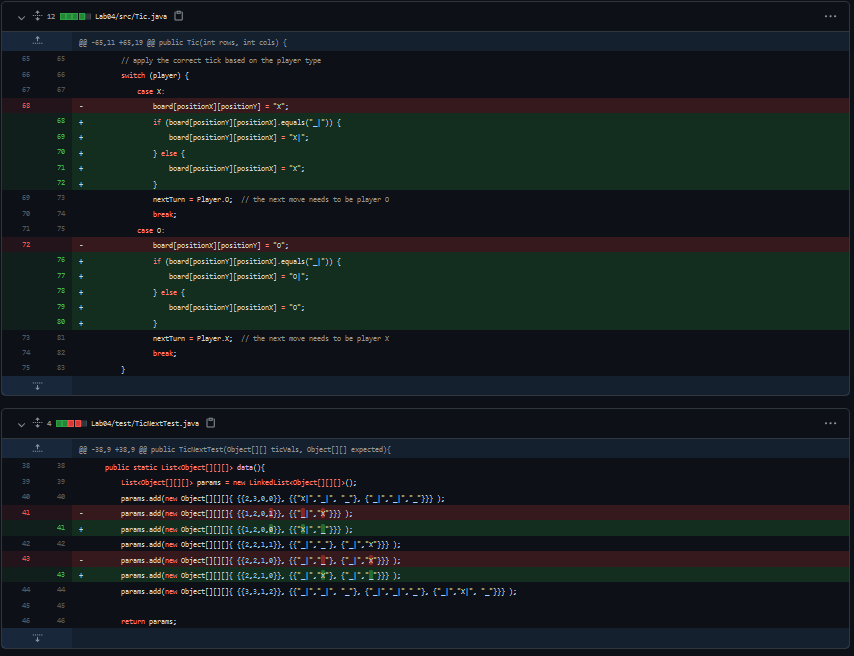 12 Lab04/src/Tic.java
@@ -65,11 +65,19 @@ public Tic(int rows, int cols) {
65 65 // apply the correct tick based on the player type
66 66 switch (player) {
67 67 case X:
68 - board[positionX][positionY] = "X";
68 + if (board[positionY][positionX].equals("_|")) {
69 + board[positionY][positionX] = "X|";
70 + } else {
71 + board[positionY][positionX] = "X";
72 + }
69 73 nextTurn = Player.O; // the next move needs to be player O
70 74 break;
71 75 case O:
72 - board[positionX][positionY] = "O";
76 + if (board[positionY][positionX].equals("_|")) {
77 + board[positionY][positionX] = "O|";
78 + } else {
79 + board[positionY][positionX] = "O";
80 + }
73 81 nextTurn = Player.X; // the next move needs to be player X
74 82 break;
75 83 }
4 Lab04/test/TicNextTest.java
@@ -38,9 +38,9 @@ public TicNextTest(Object[][] ticVals, Object[][] expected){
38 38 public static List<Object[][][]> data(){
39 39 List<Object[][][]> params = new LinkedList<Object[][][]>();
40 40 params.add(new Object[][][]{ {{2,3,0,0}}, {{"X|","_|", "_"}, {"_|","_|","_"}}} );
41 - params.add(new Object[][][]{ {{1,2,0,1}}, {{"_|","X"}}} );
41 + params.add(new Object[][][]{ {{1,2,0,0}}, {{"X|","_"}}} );
42 42 params.add(new Object[][][]{ {{2,2,1,1}}, {{"_|","_"}, {"_|","X"}}} );
43 - params.add(new Object[][][]{ {{2,2,1,0}}, {{"_|","_"}, {"_|","X"}}} );
43 + params.add(new Object[][][]{ {{2,2,1,0}}, {{"_|","X"}, {"_|","_"}}} );
44 44 params.add(new Object[][][]{ {{3,3,1,2}}, {{"_|","_|", "_"}, {"_|","_|","_"}, {"_|","X|", "_"}}} );
45 45
46 46 return params;